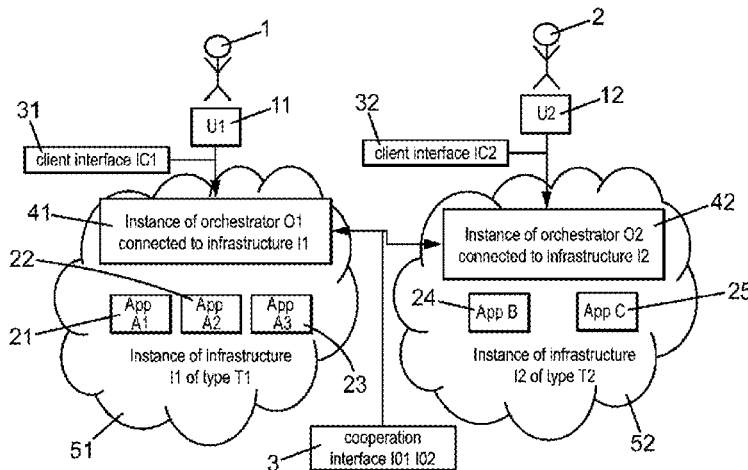 1
2
31
11
32
12
U1
U2
client interface IC1
client interface IC2
41
42
Instance of orchestrator O1
connected to infrastructure I1
Instance of orchestrator O2
connected to infrastructure I2
22
24
25
App
A1
App
A2
App
A3
App B
App C
21
23
Instance of infrastructure
I1 of type T1
Instance of infrastructure
I2 of type T2
51
52
3
cooperation
interface I01 I02